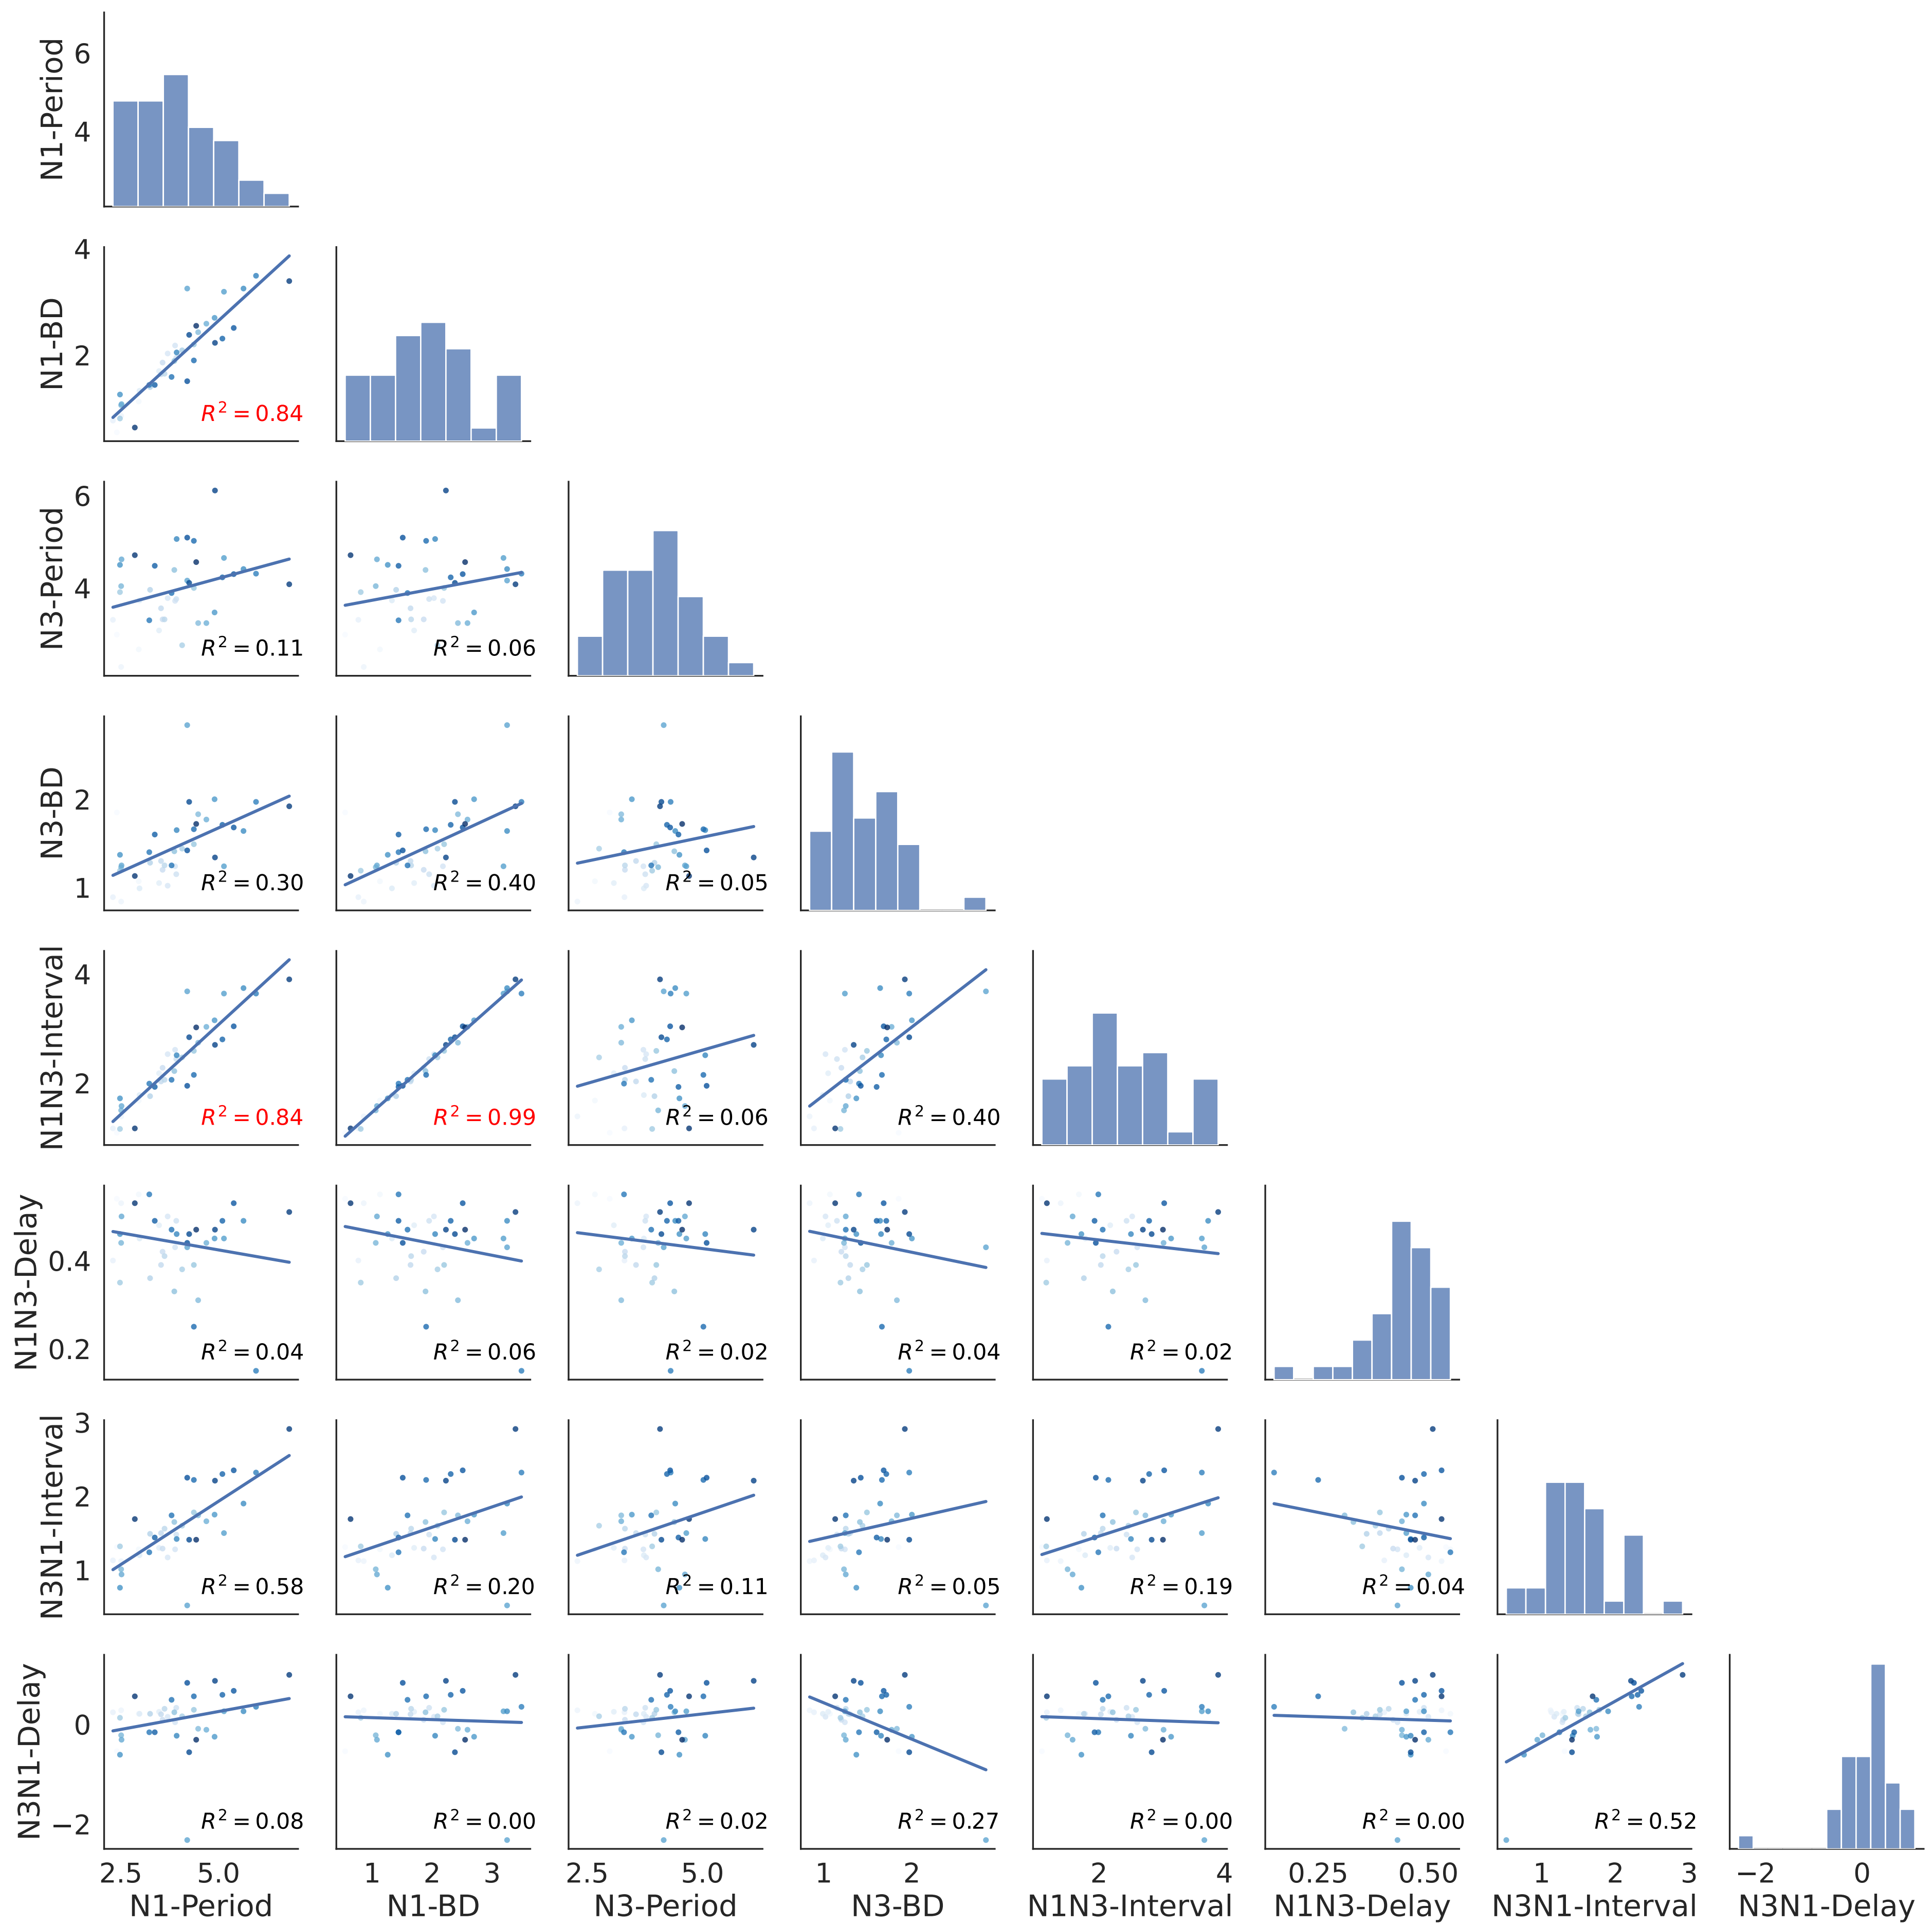 N1-Period
6
4
N1-BD
4
2
R² = 0.84
N3-Period
6
4
R² = 0.11
R² = 0.06
N3-BD
2
1
R² = 0.30
R² = 0.40
R² = 0.05
N1N3-Interval
4
2
R² = 0.84
R² = 0.99
R² = 0.06
R² = 0.40
N1N3-Delay
0.4
0.2
R² = 0.04
R² = 0.06
R² = 0.02
R² = 0.04
R² = 0.02
N3N1-Interval
3
2
1
R² = 0.58
R² = 0.20
R² = 0.11
R² = 0.05
R² = 0.19
R² = 0.04
N3N1-Delay
0
−2
R² = 0.08
R² = 0.00
R² = 0.02
R² = 0.27
R² = 0.00
R² = 0.00
R² = 0.52
2.5 5.0
1 2 3
2.5 5.0
1 2
2 4
0.25 0.50
1 2 3
−2 0
N1-Period
N1-BD
N3-Period
N3-BD
N1N3-Interval
N1N3-Delay
N3N1-Interval
N3N1-Delay